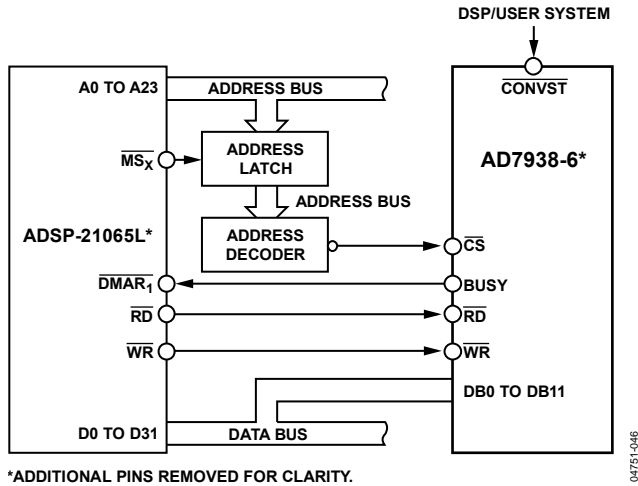 DSP/USER SYSTEM
A0 TO A23
ADDRESS BUS
CONVST
MSX
ADDRESS
LATCH
AD7938-6*
ADDRESS BUS
ADSP-21065L*
ADDRESS
DECODER
CS
DMAR1
BUSY
RD
RD
WR
WR
DB0 TO DB11
D0 TO D31
DATA BUS
*ADDITIONAL PINS REMOVED FOR CLARITY.
04751-046